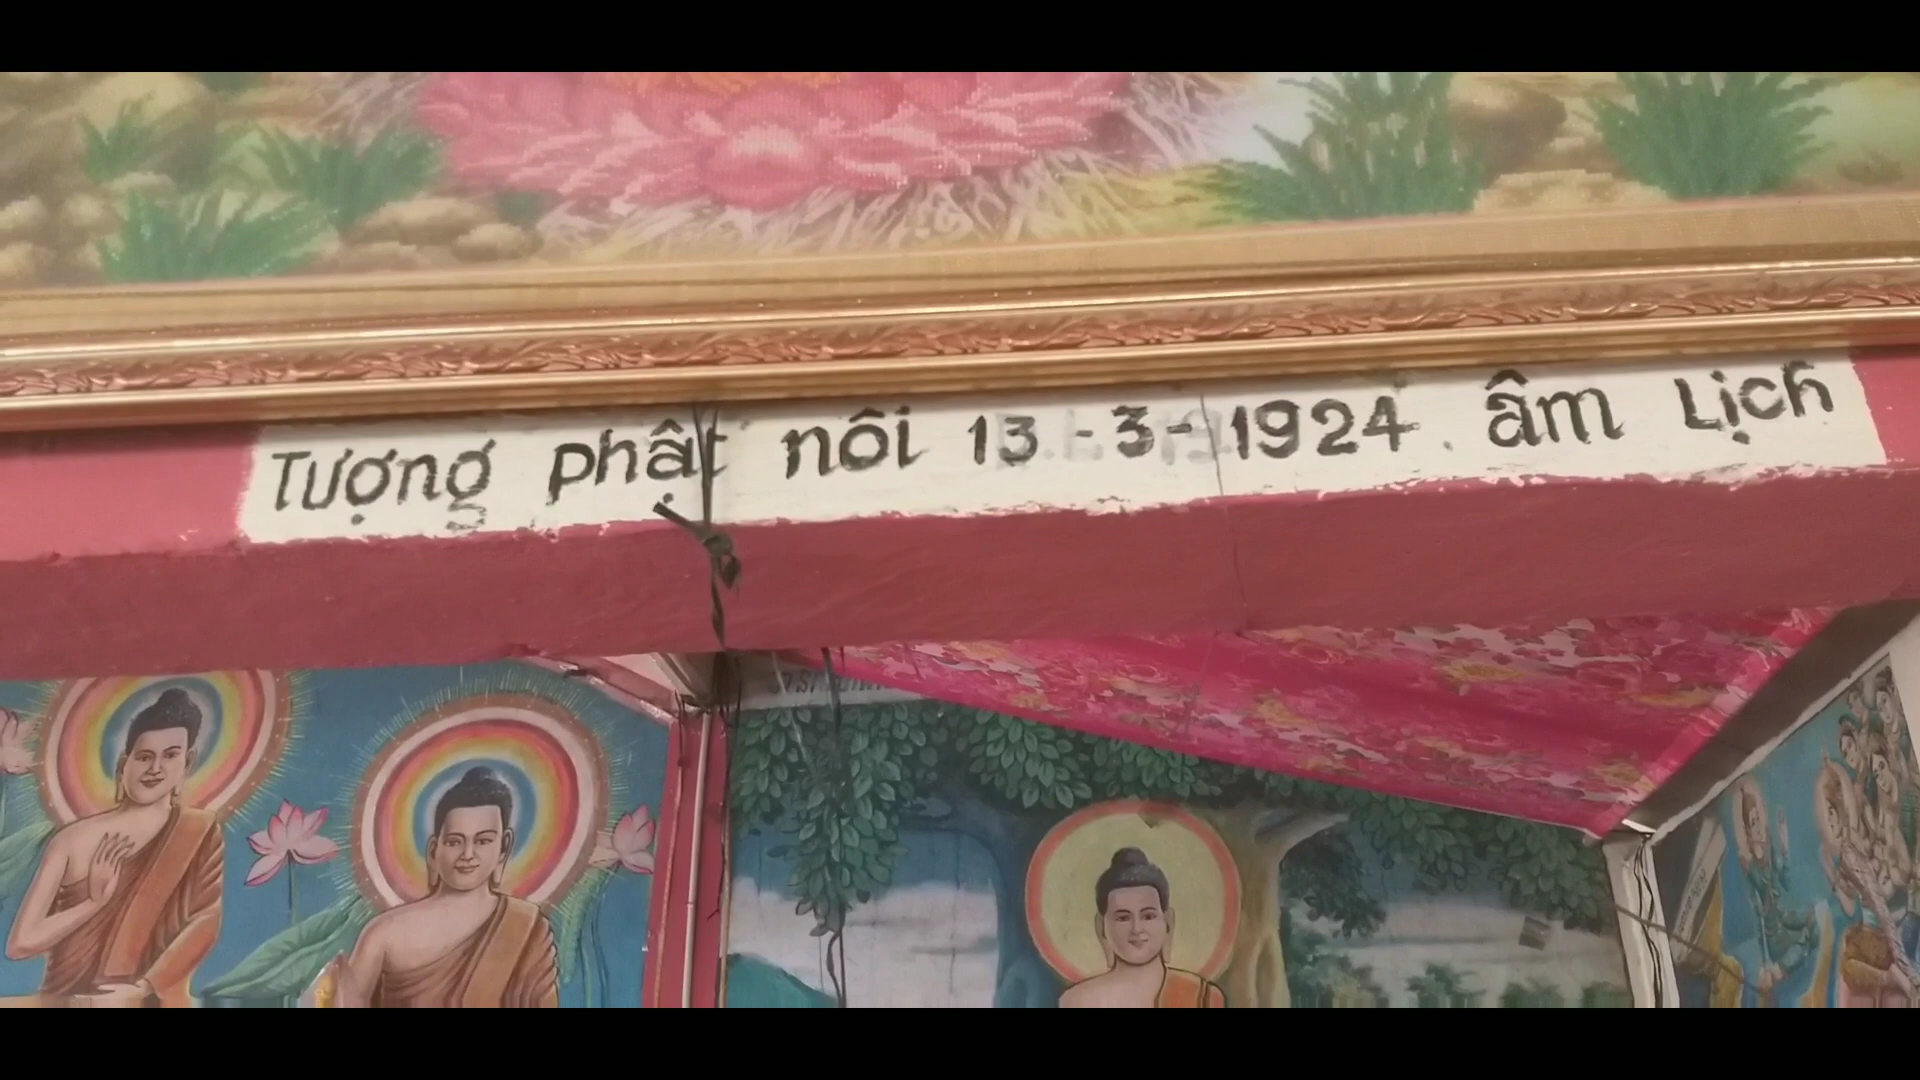 Tượng phật nôi 13-3-1924 âm Lịch